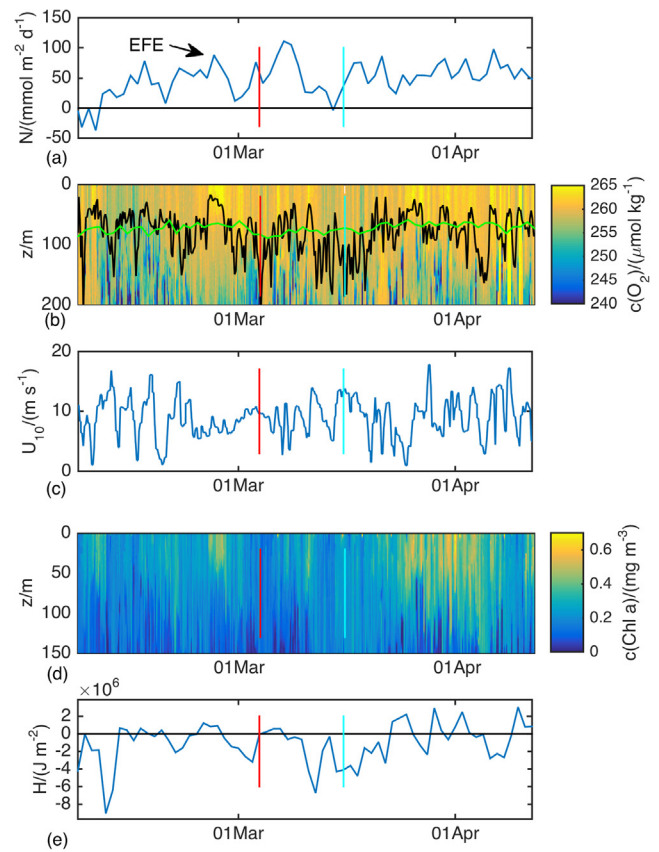 150
100
50
0
-50
N/(mmol m-2 d-1)
EFE
01Mar
01Apr
(a)
0
100
200
z/m
01Mar
01Apr
265
260
255
250
245
240
c(O2)/(μmol kg-1)
(b)
20
10
0
U10/(m s-1)
01Mar
01Apr
(c)
0
50
100
150
z/m
01Mar
01Apr
0.6
0.4
0.2
0
c(Chl a)/(mg m-3)
(d)
×10^6
2
0
-2
-4
-6
-8
H/(J m-2)
01Mar
01Apr
(e)